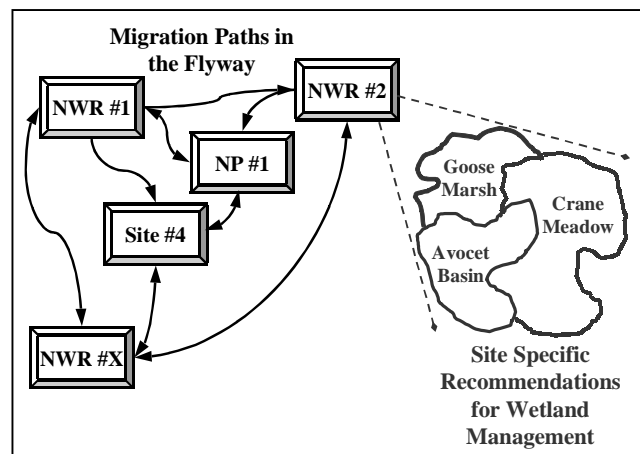 Migration Paths in
the Flyway
NWR #1
NWR #2
NP #1
Site #4
NWR #X
Goose
Marsh
Crane
Meadow
Avocet
Basin
Site Specific
Recommendations
for Wetland
Management